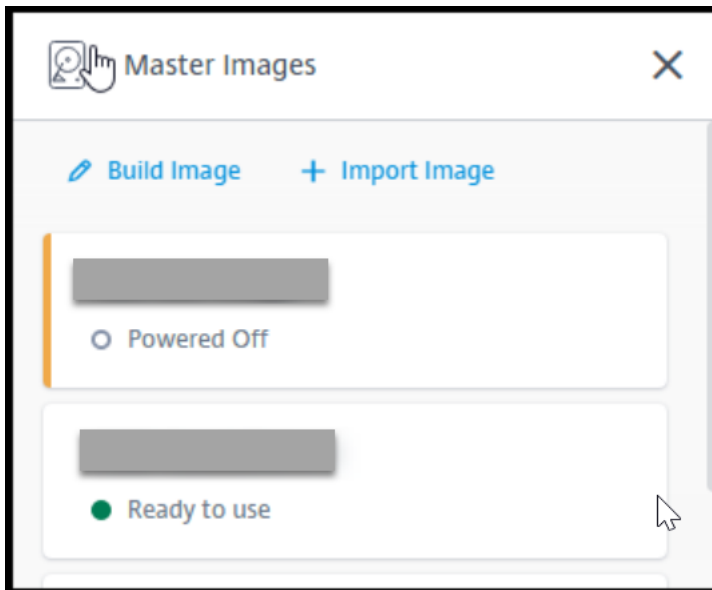 Master Images
Build Image
Import Image
Powered Off
Ready to use